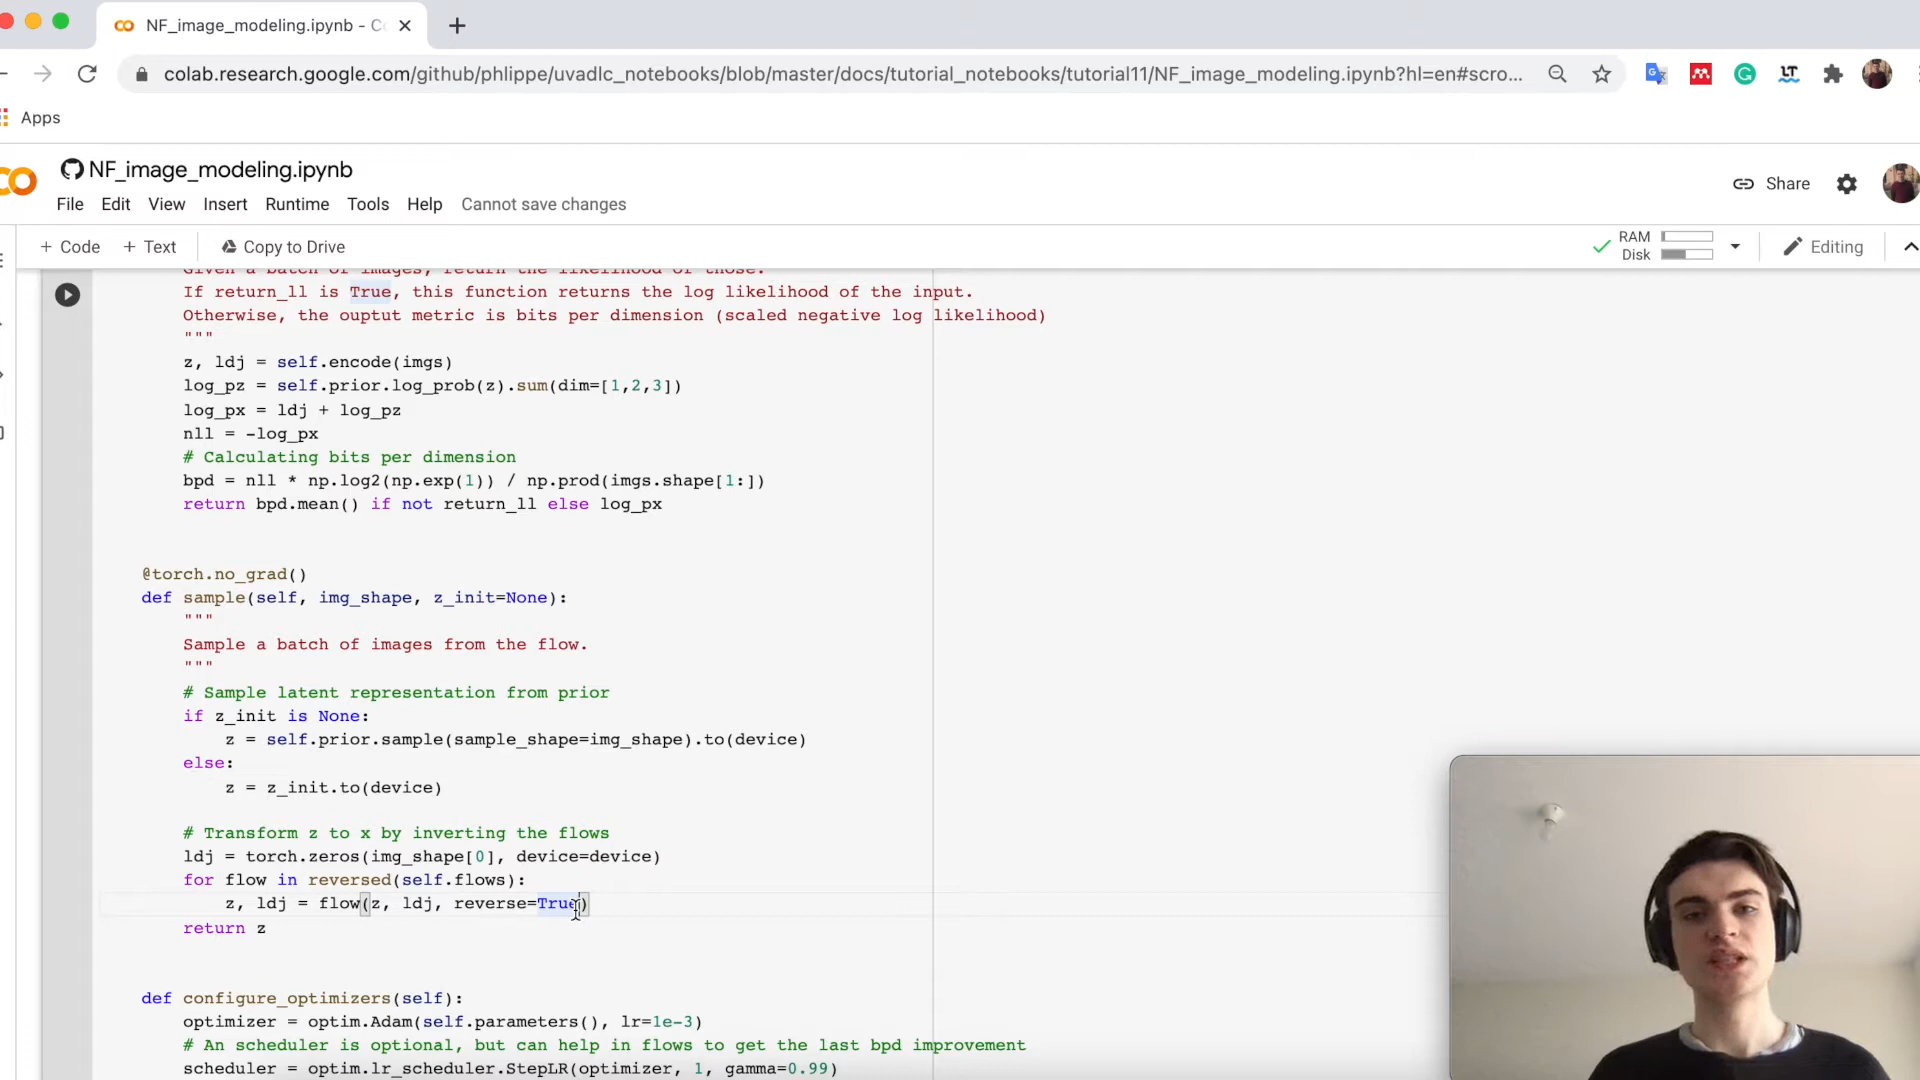 NF_image_modeling.ipynb - Co
colab.research.google.com/github/phlippe/uvadlc_notebooks/blob/master/docs/tutorial_notebooks/tutorial11/NF_image_modeling.ipynb?hl=en#scro...
Apps
NF_image_modeling.ipynb
Share
File Edit View Insert Runtime Tools Help Cannot save changes
+ Code + Text Copy to Drive
RAM
Disk
Editing
Given a batch of images, return the likelihood of those.
If return_ll is True, this function returns the log likelihood of the input.
Otherwise, the ouptut metric is bits per dimension (scaled negative log likelihood)
"""
z, ldj = self.encode(imgs)
log_pz = self.prior.log_prob(z).sum(dim=[1,2,3])
log_px = ldj + log_pz
nll = -log_px
# Calculating bits per dimension
bpd = nll * np.log2(np.exp(1)) / np.prod(imgs.shape[1:])
return bpd.mean() if not return_ll else log_px
@torch.no_grad()
def sample(self, img_shape, z_init=None):
"""
Sample a batch of images from the flow.
"""
# Sample latent representation from prior
if z_init is None:
z = self.prior.sample(sample_shape=img_shape).to(device)
else:
z = z_init.to(device)
# Transform z to x by inverting the flows
ldj = torch.zeros(img_shape[0], device=device)
for flow in reversed(self.flows):
z, ldj = flow(z, ldj, reverse=True)
return z
def configure_optimizers(self):
optimizer = optim.Adam(self.parameters(), lr=1e-3)
# An scheduler is optional, but can help in flows to get the last bpd improvement
scheduler = optim.lr_scheduler.StepLR(optimizer, 1, gamma=0.99)